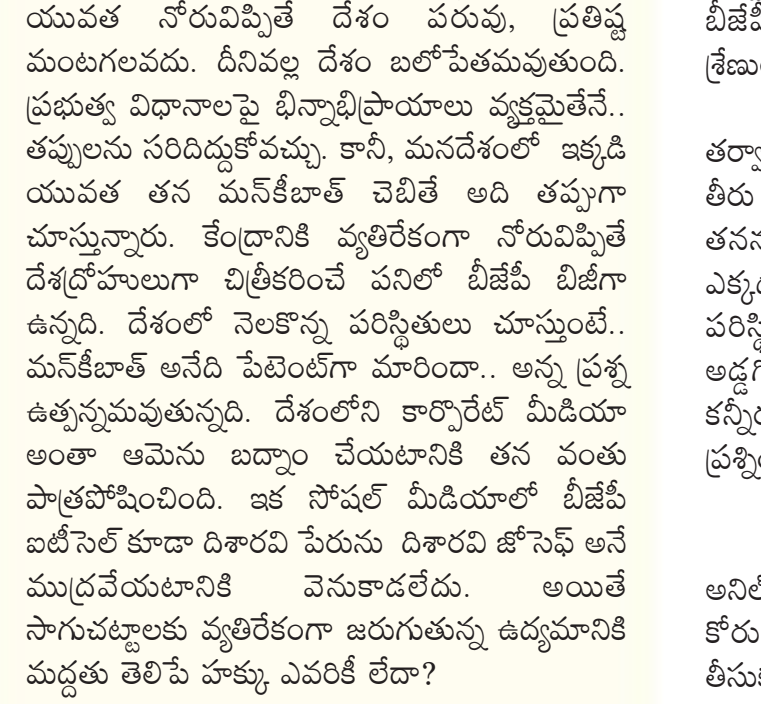 యువత నోరువిప్పితే దేశం పరువు, ప్రతిష్ట
మంటగలవదు. దీనివల్ల దేశం బలోపేతమవుతుంది.
ప్రభుత్వ విధానాలపై భిన్నాభిప్రాయాలు వ్యక్తమైతేనే..
తప్పులను సరిదిద్దుకోవచ్చు. కానీ, మనదేశంలో ఇక్కడి
యువత తన మన్‌కీబాత్ చెబితే అది తప్పుగా
చూస్తున్నారు. కేంద్రానికి వ్యతిరేకంగా నోరువిప్పితే
దేశద్రోహులుగా చిత్రీకరించే పనిలో బీజేపీ బిజీగా
ఉన్నది. దేశంలో నెలకొన్న పరిస్థితులు చూస్తుంటే..
మన్‌కీబాత్ అనేది పేటెంట్‌గా మారిందా.. అన్న ప్రశ్న
ఉత్పన్నమవుతున్నది. దేశంలోని కార్పొరేట్ మీడియా
అంతా ఆమెను బద్నాం చేయటానికి తన వంతు
పాత్రపోషించింది. ఇక సోషల్ మీడియాలో బీజేపీ
ఐటీసెల్ కూడా దిశారవి పేరును దిశారవి జోసెఫ్ అనే
ముద్రవేయటానికి వెనుకాడలేదు. అయితే
సాగుచట్టాలకు వ్యతిరేకంగా జరుగుతున్న ఉద్యమానికి
మద్దతు తెలిపే హక్కు ఎవరికీ లేదా?
తీరు